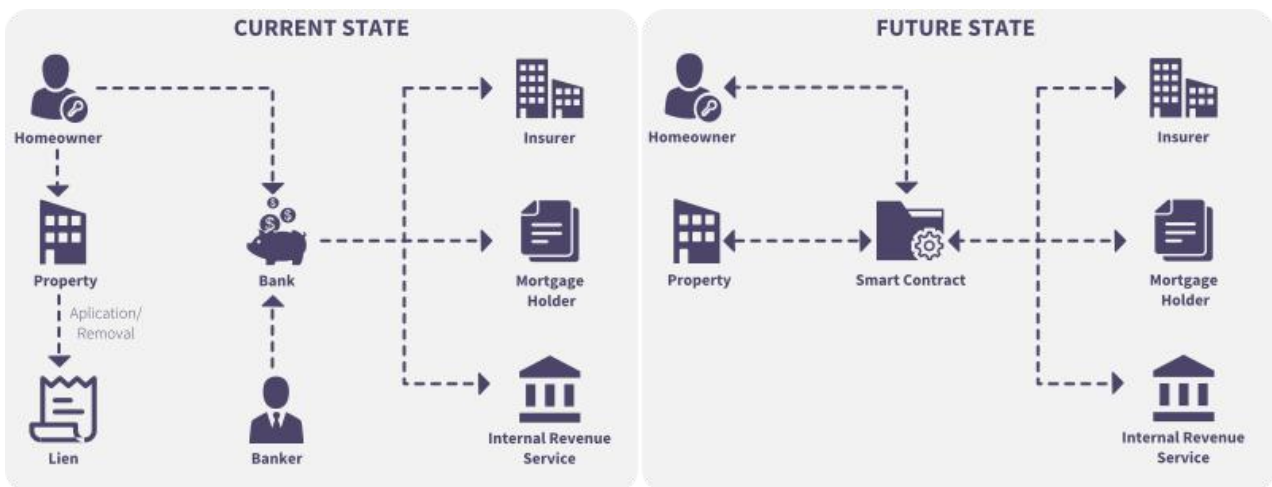 CURRENT STATE
Homeowner
Insurer
Property
Bank
Mortgage
Holder
Aplication/
Removal
Lien
Banker
Internal Revenue
Service
FUTURE STATE
Homeowner
Insurer
Property
Smart Contract
Mortgage
Holder
Internal Revenue
Service